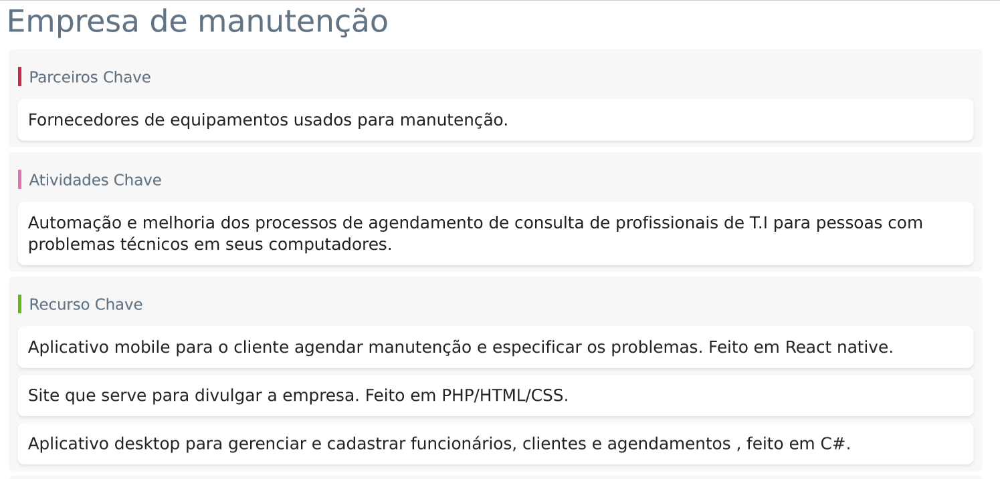 Empresa de manutenção
Parceiros Chave
Fornecedores de equipamentos usados para manutenção.
Atividades Chave
Automação e melhoria dos processos de agendamento de consulta de profissionais de T.I para pessoas com
problemas técnicos em seus computadores.
Recurso Chave
Aplicativo mobile para o cliente agendar manutenção e especificar os problemas. Feito em React native.
Site que serve para divulgar a empresa. Feito em PHP/HTML/CSS.
Aplicativo desktop para gerenciar e cadastrar funcionários, clientes e agendamentos , feito em C#.